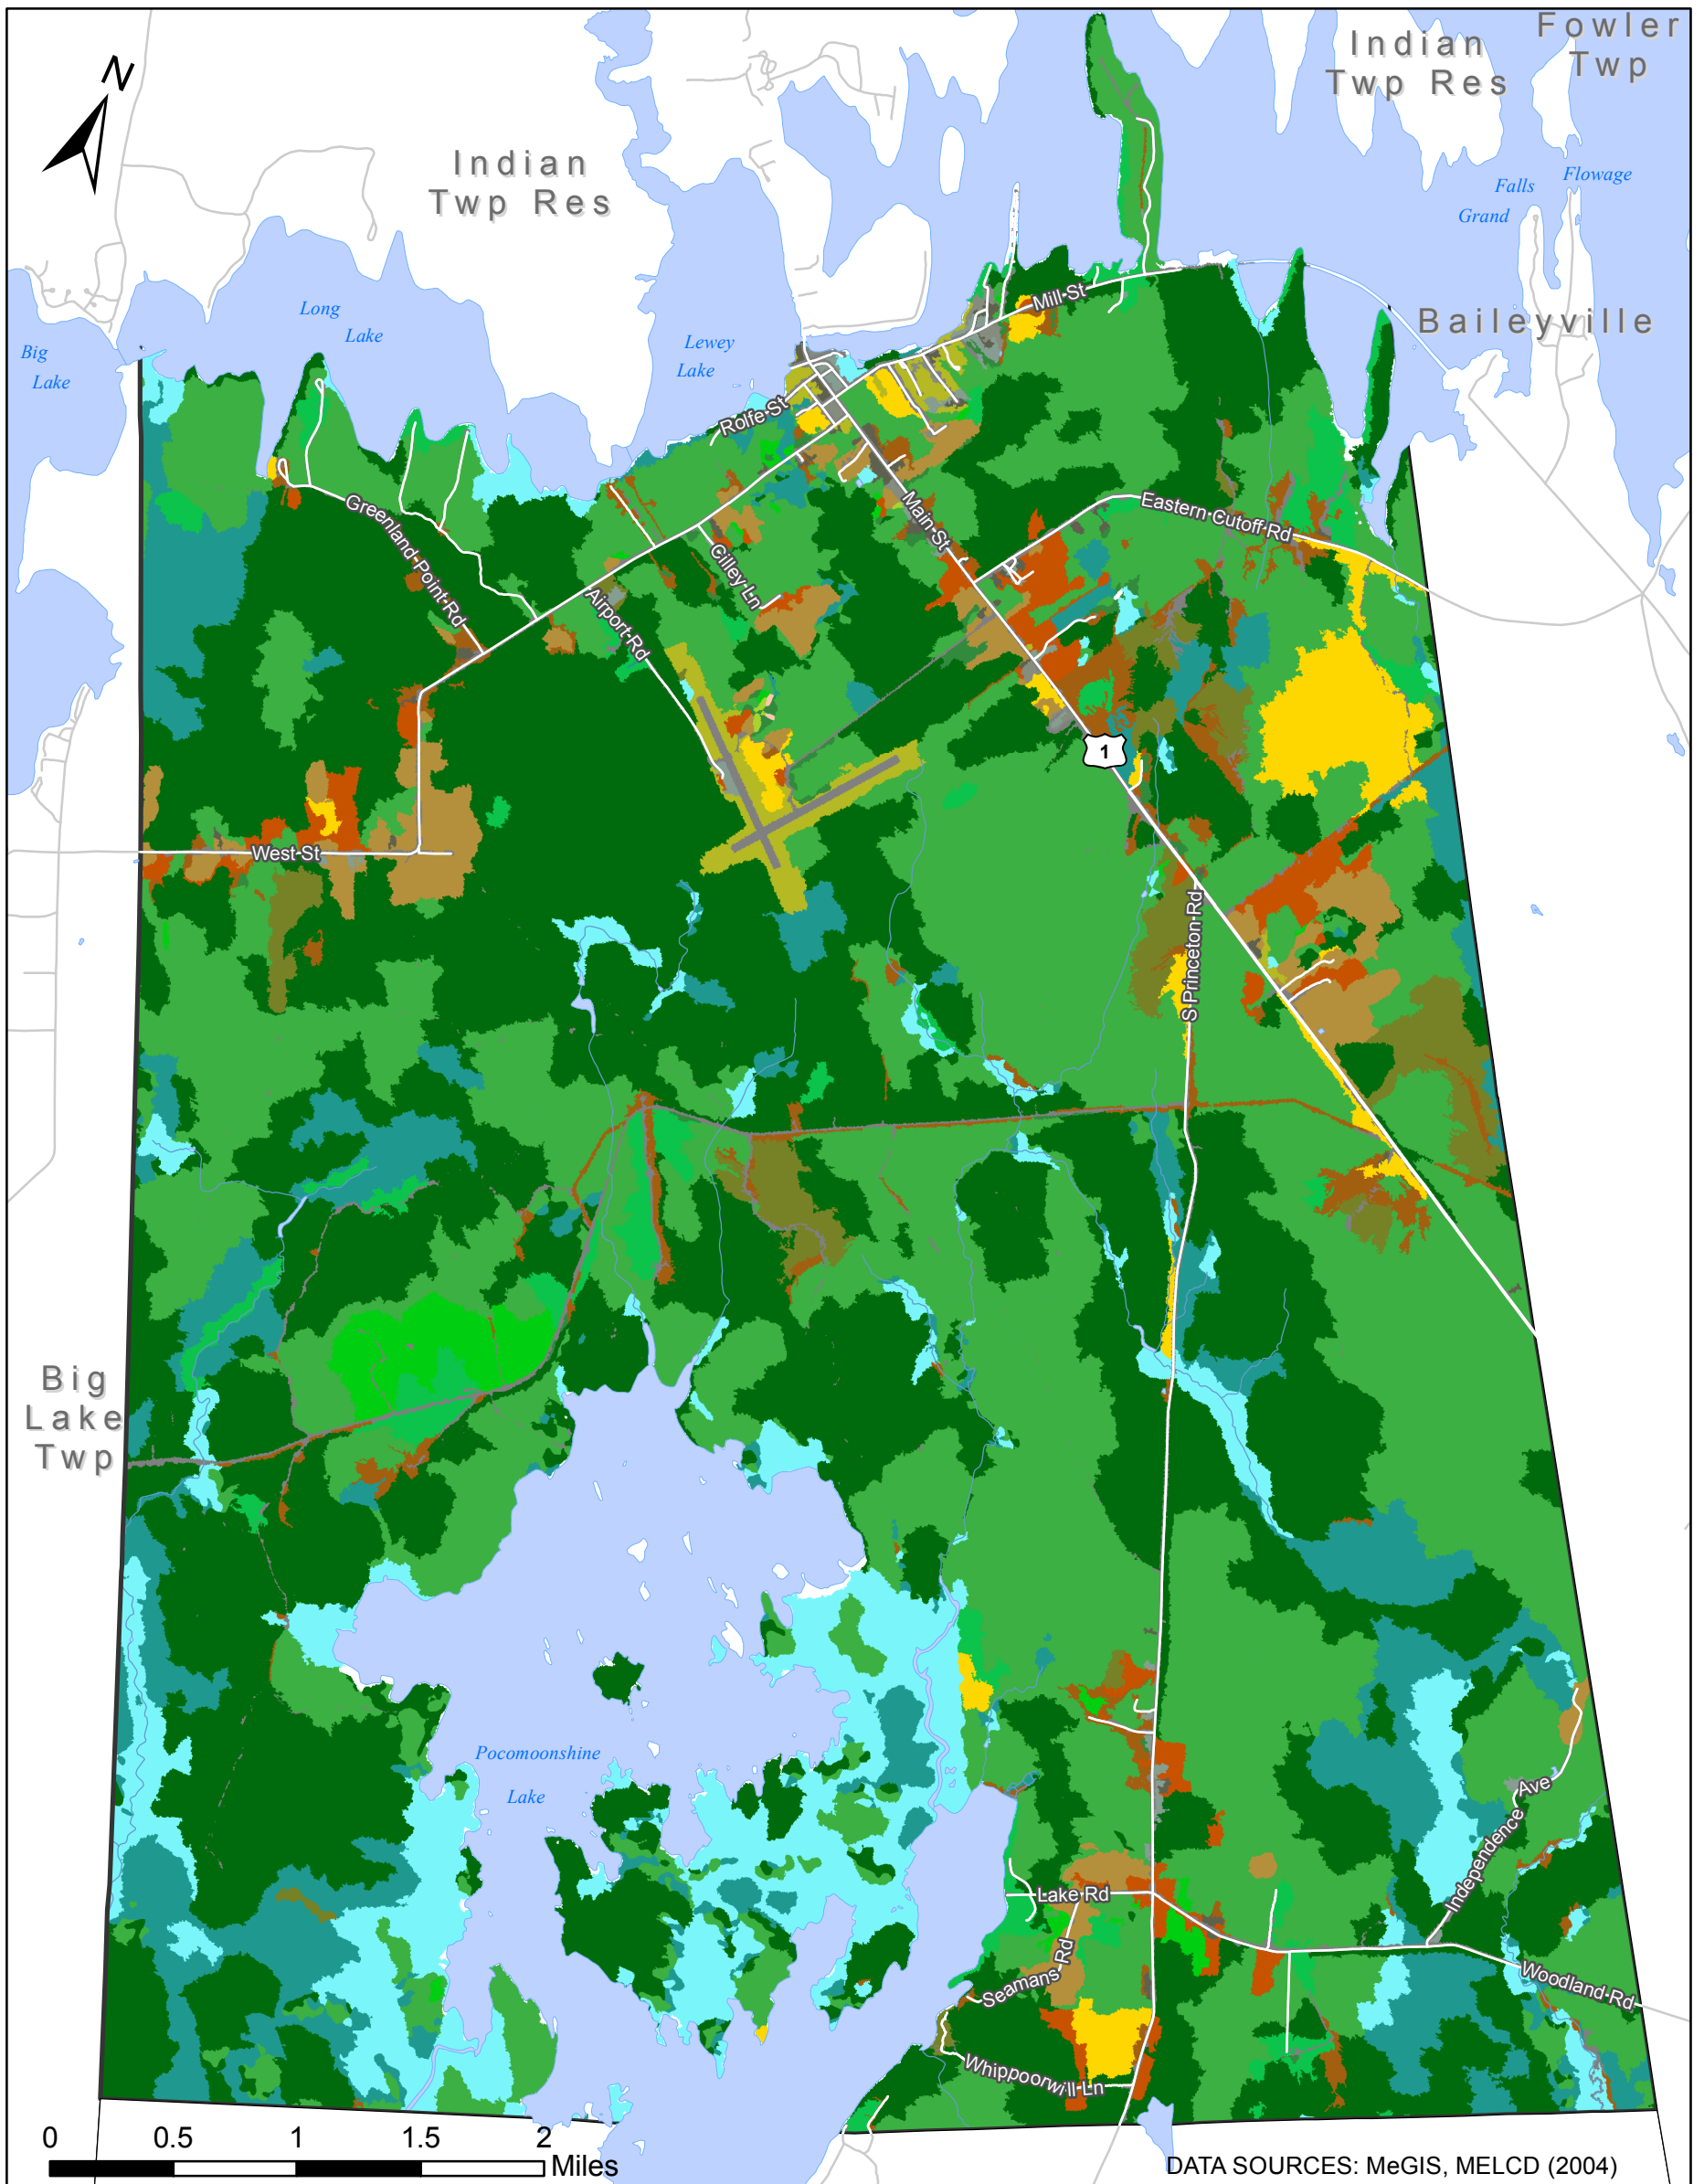 Fowler
Twp
Indian
Twp Res
N
Indian
Twp Res
Falls
Flowage
Grand
Long
Lake
Mill St
Baileyville
Big
Lake
Lewey
Lake
Rolfe St
Greenland Point Rd
Main St
Eastern Cutoff Rd
Cilley Ln
Airport Rd
1
West St
S Princeton Rd
Big
Lake
Twp
Pocomoonshine
Lake
Independence Ave
Lake Rd
Seamans Rd
Woodland Rd
Whippoorwill Ln
0 0.5 1 1.5 2
Miles
DATA SOURCES: MeGIS, MELCD (2004)